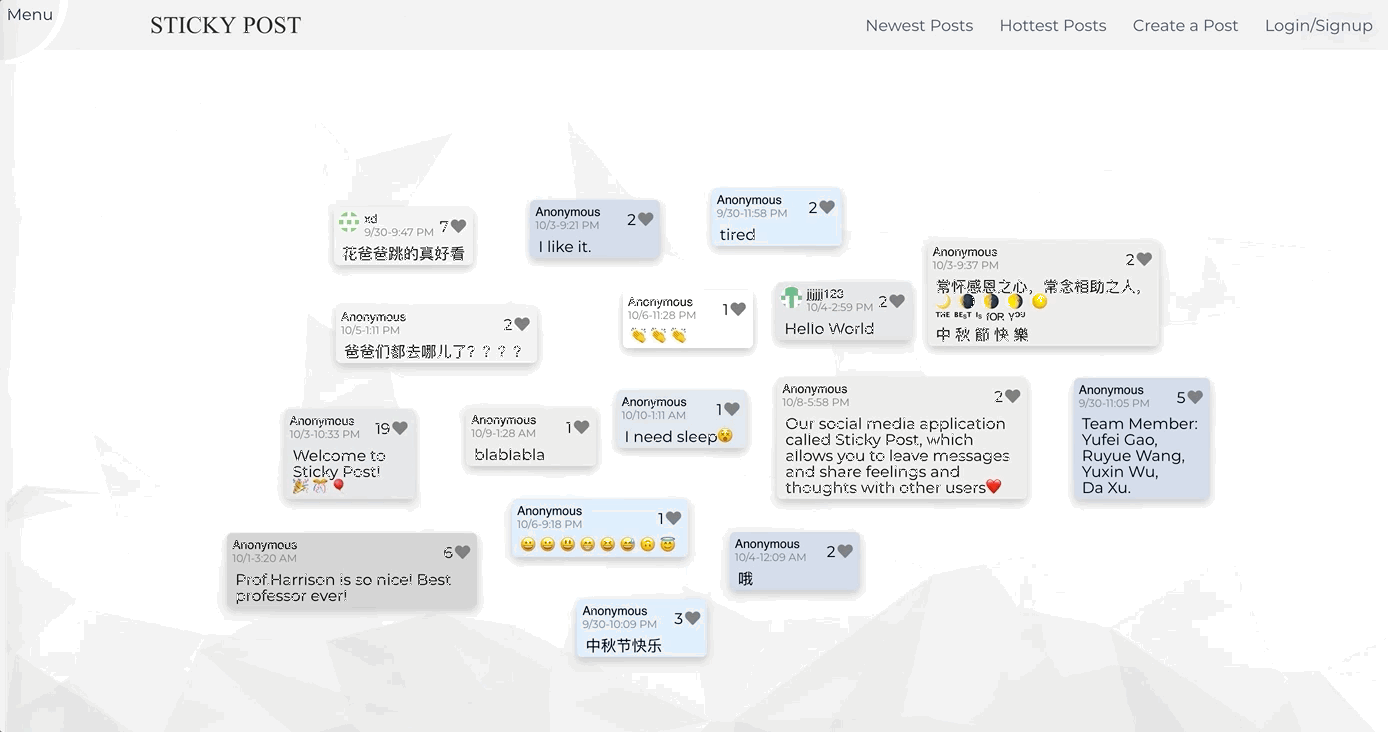 Menu
STICKY POST
Newest Posts
Hottest Posts
Create a Post
Login/Signup
xd
9/30-9:47 PM
7
花爸爸跳的真好看
Anonymous
10/3-9:21 PM
2
I like it.
Anonymous
9/30-11:58 PM
2
tired
Anonymous
10/3-9:37 PM
2
常怀感恩之心，常念相助之人，
🌙🌘🌗🌖🌕
ᵀᴴᴱ ᴮᴱˢᵀ ᴵˢ ᶠᴼᴿ ᵞᴼᵁ
中 秋 節 快 樂
Anonymous
10/5-1:11 PM
2
爸爸们都去哪儿了？？？？
Anonymous
10/6-11:28 PM
1
👏👏👏
jjjjj123
10/4-2:59 PM
2
Hello World
Anonymous
10/3-10:33 PM
19
Welcome to
Sticky Post!
🎉🎊🎈
Anonymous
10/9-1:28 AM
1
blablabla
Anonymous
10/10-1:11 AM
1
I need sleep😵
Anonymous
10/8-5:58 PM
2
Our social media application
called Sticky Post, which
allows you to leave messages
and share feelings and
thoughts with other users❤️
Anonymous
9/30-11:05 PM
5
Team Member:
Yufei Gao,
Ruyue Wang,
Yuxin Wu,
Da Xu.
Anonymous
10/6-9:18 PM
1
😀😀😃😁😆😅🙃😇
Anonymous
10/1-3:20 AM
6
Prof.Harrison is so nice! Best
professor ever!
Anonymous
10/4-12:09 AM
2
哦
Anonymous
9/30-10:09 PM
3
中秋节快乐